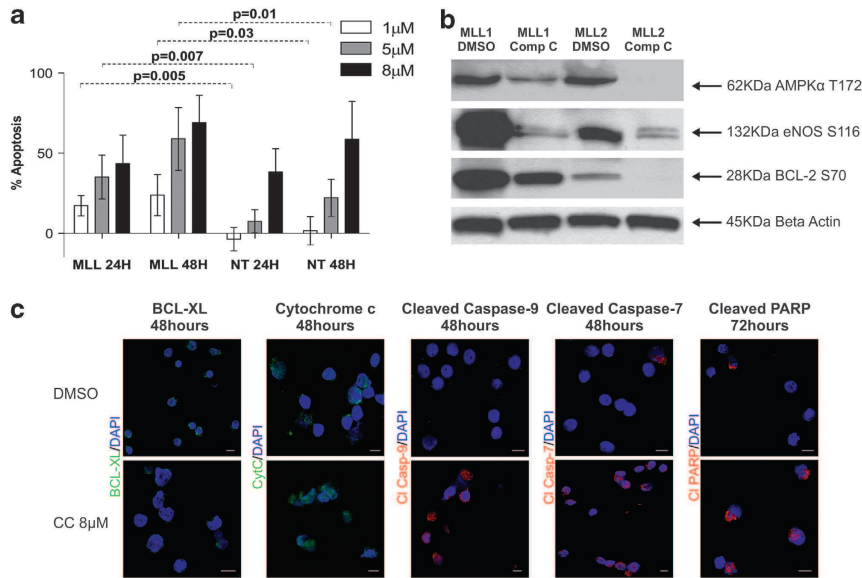 a
p=0.01
p=0.03
p=0.007
p=0.005
1μM
5μM
8μM
% Apoptosis
100
50
0
MLL 24H
MLL 48H
NT 24H
NT 48H
b
MLL1 MLL1 MLL2 MLL2
DMSO Comp C DMSO Comp C
62KDa AMPKα T172
132KDa eNOS S116
28KDa BCL-2 S70
45KDa Beta Actin
c
BCL-XL
48hours
Cytochrome c
48hours
Cleaved Caspase-9
48hours
Cleaved Caspase-7
48hours
Cleaved PARP
72hours
DMSO
CC 8μM
BCL-XL/DAPI
CytC/DAPI
Cl Casp-9/DAPI
Cl Casp-7/DAPI
Cl PARP/DAPI